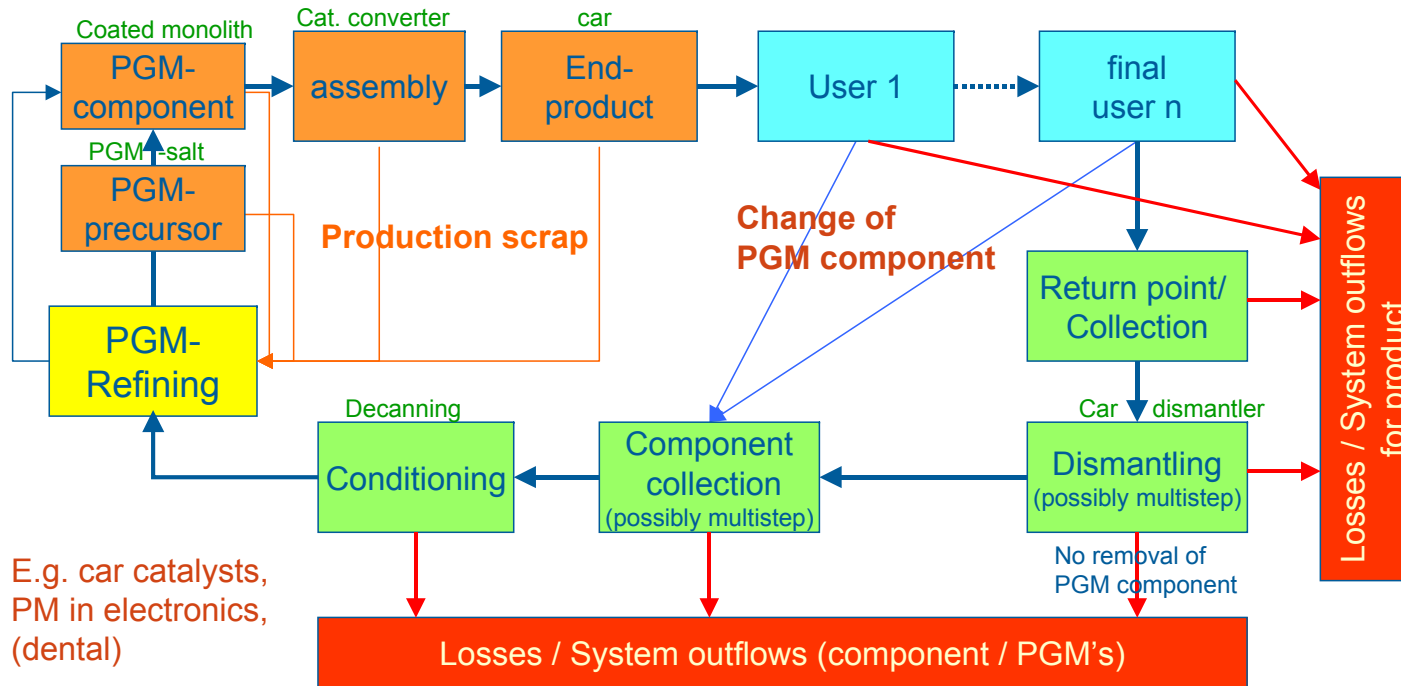 Coated monolith
Cat. converter
car
PGM-
component
assembly
End-
product
User 1
final
user n
PGM -salt
PGM-
precursor
Production scrap
Change of
PGM component
Losses / System outflows
for product
Return point/
Collection
PGM-
Refining
Decanning
Car dismantler
Conditioning
Component
collection
(possibly multistep)
Dismantling
(possibly multistep)
No removal of
PGM component
E.g. car catalysts,
PM in electronics,
(dental)
Losses / System outflows (component / PGM's)